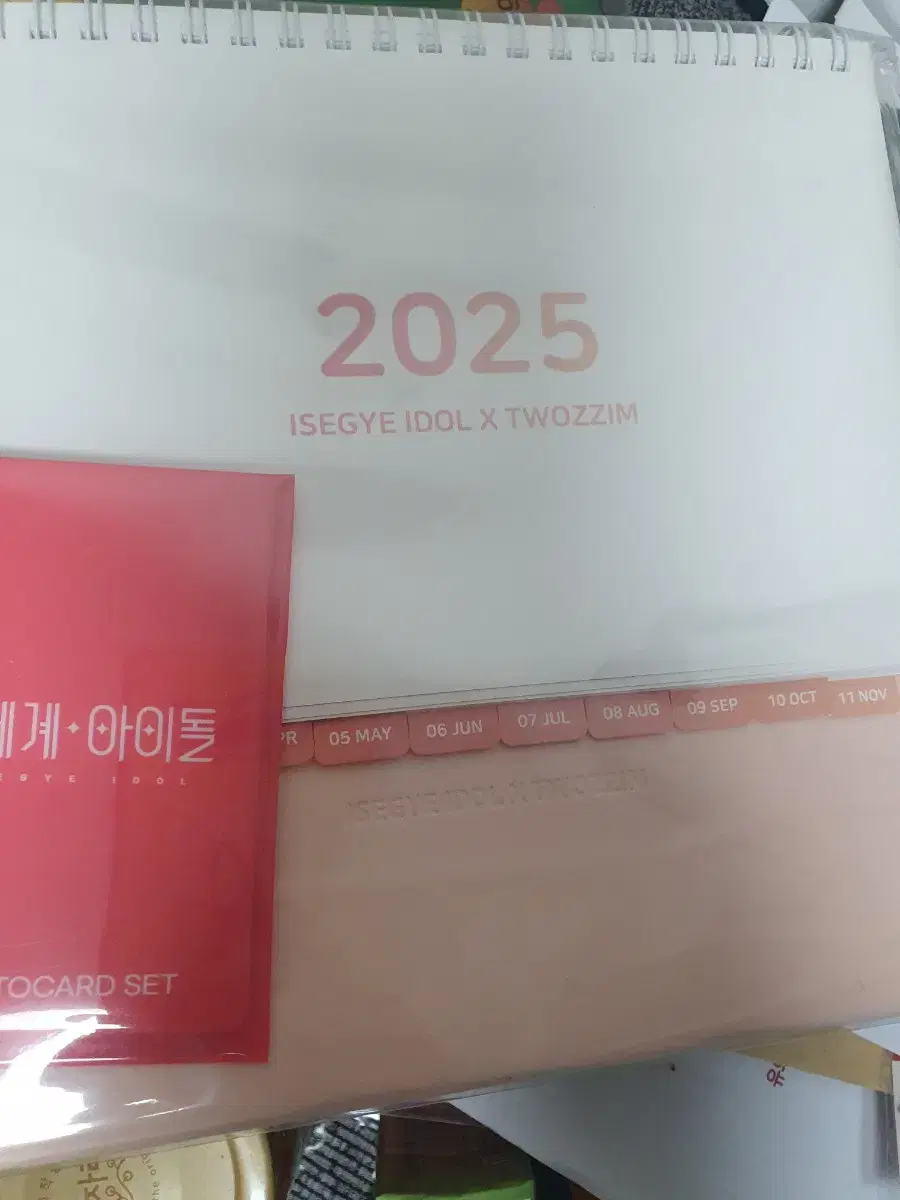 2025
ISEGYE IDOL X TWOZZIM
계 아이돌
EGYE IDOL
TOCARD SET
PR
05 MAY
06 JUN
07 JUL
08 AUG
09 SEP
10 OCT
11 NOV
ISEGYE IDOL X TWOZZIM